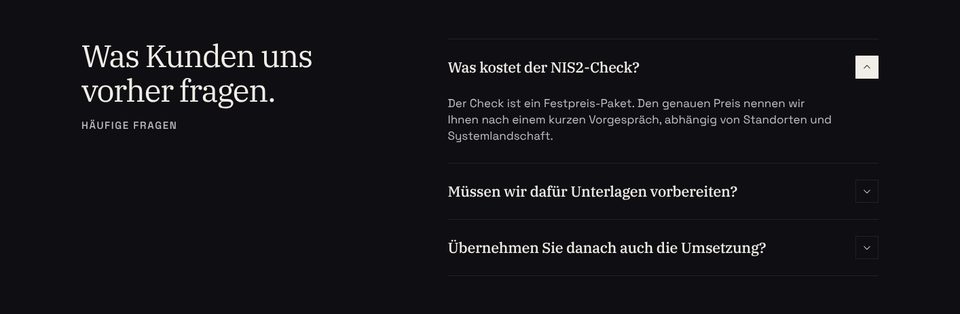 Was Kunden uns
vorher fragen.
HÄUFIGE FRAGEN
Was kostet der NIS2-Check?
Der Check ist ein Festpreis-Paket. Den genauen Preis nennen wir
Ihnen nach einem kurzen Vorgespräch, abhängig von Standorten und
Systemlandschaft.
Müssen wir dafür Unterlagen vorbereiten?
Übernehmen Sie danach auch die Umsetzung?